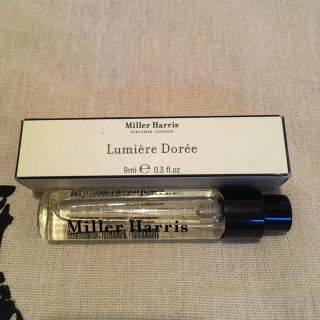 Miller Harris
PERFUMER LONDON
Lumière Dorée
9ml ℮ 0.3 fl.oz
Miller Harris